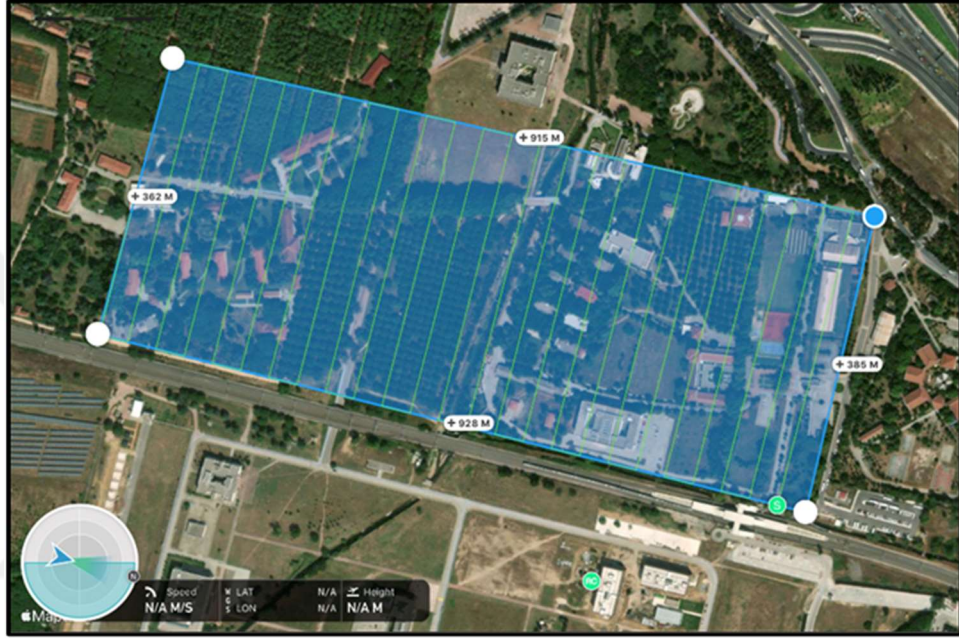 + 915 M
+ 362 M
+ 385 M
+ 928 M
S
RC
N
Speed
N/A M/S
W
G
S
LAT N/A
LON N/A
Height
N/A M
Maps